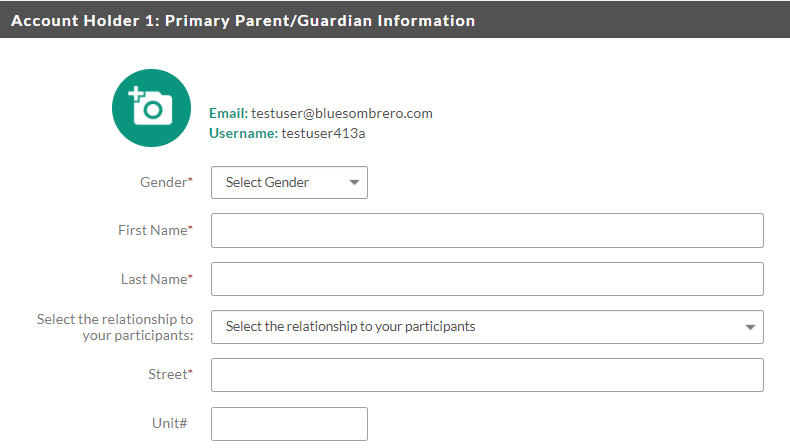 Account Holder 1: Primary Parent/Guardian Information
Email: testuser@bluesombrero.com
Username: testuser413a
Gender* Select Gender
First Name*
Last Name*
Select the relationship to
your participants:
Select the relationship to your participants
Street*
Unit#